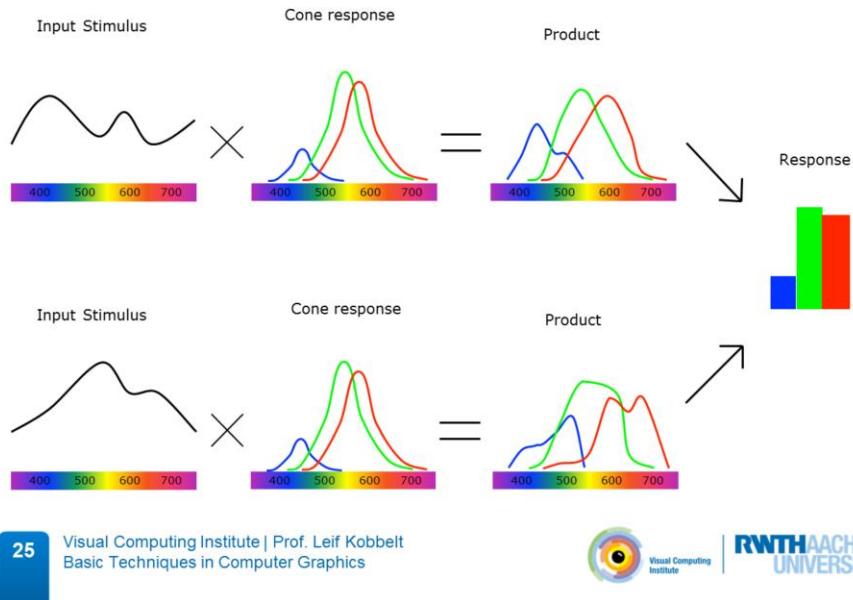 Input Stimulus
Cone response
Product
400 500 600 700
400 500 600 700
400 500 600 700
Response
Input Stimulus
Cone response
Product
400 500 600 700
400 500 600 700
400 500 600 700
25
Visual Computing Institute | Prof. Leif Kobbelt
Basic Techniques in Computer Graphics
Visual Computing
Institute
RWTHAACH
UNIVERS